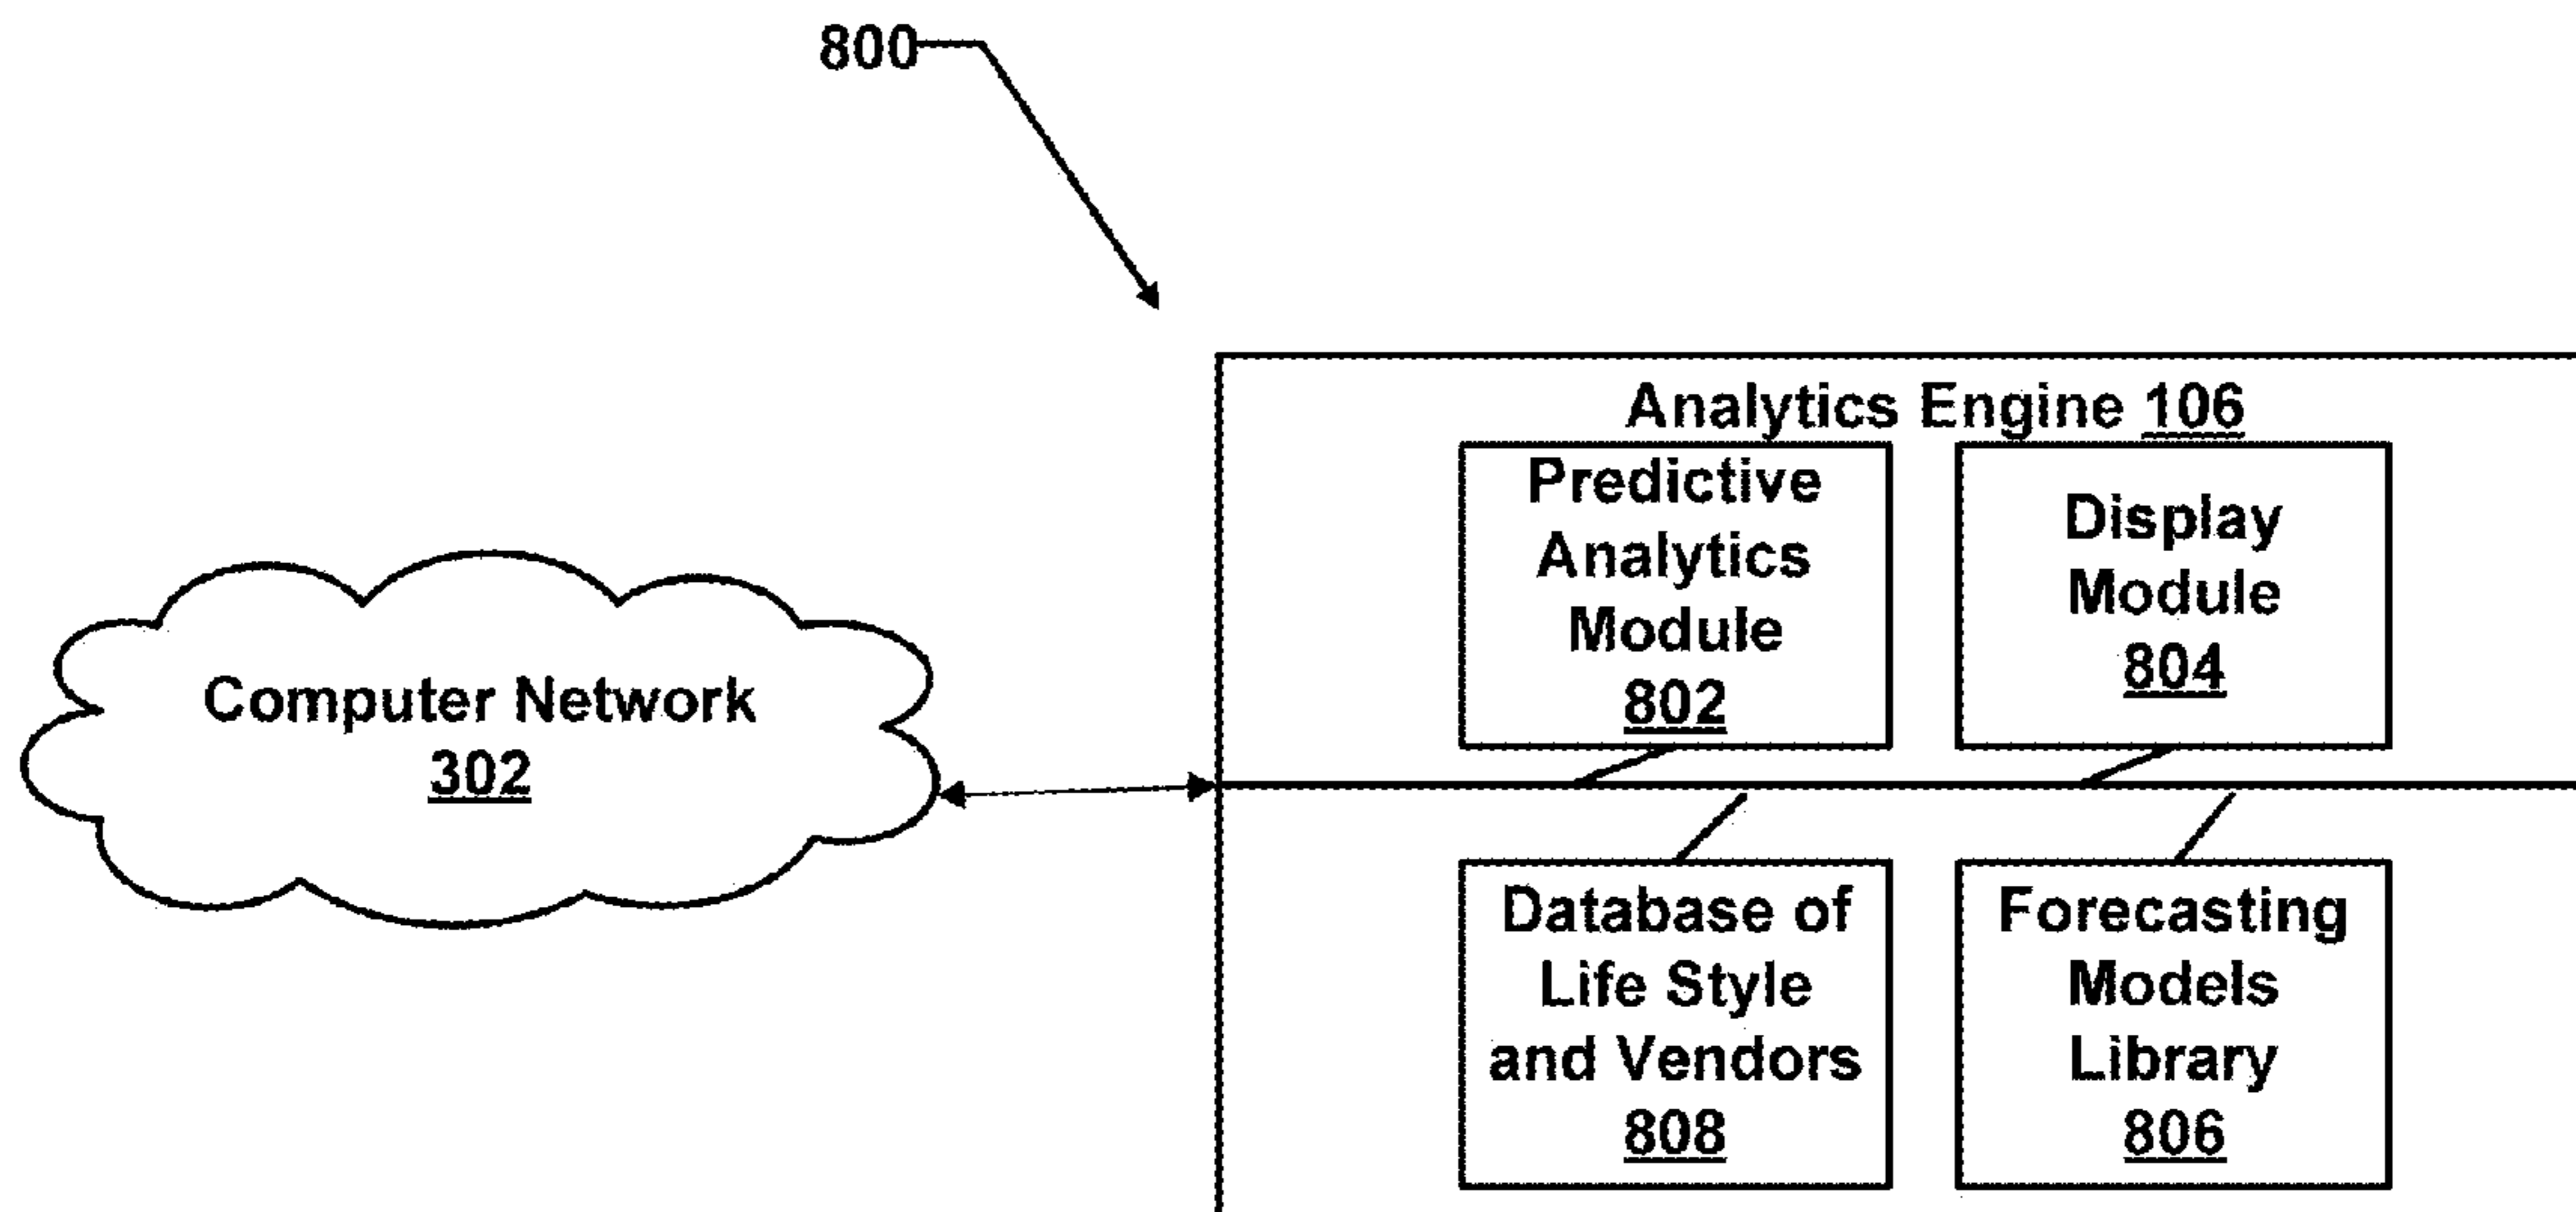 800
Analytics Engine 106
Predictive
Analytics
Module
802
Display
Module
804
Computer Network
302
Database of
Life Style
and Vendors
808
Forecasting
Models
Library
806